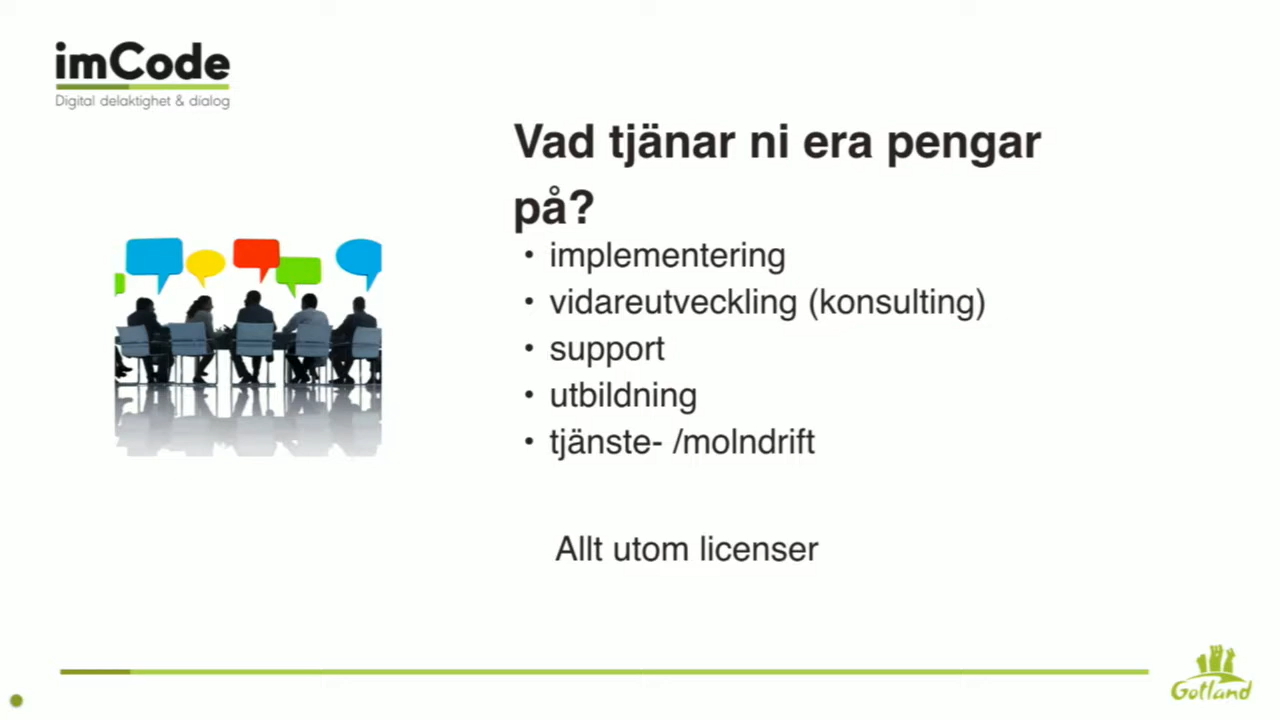 imCode
Digital delaktighet & dialog
Vad tjänar ni era pengar
på?
• implementering
• vidareutveckling (konsulting)
• support
• utbildning
• tjänste- /molndrift
Allt utom licenser
Gotland